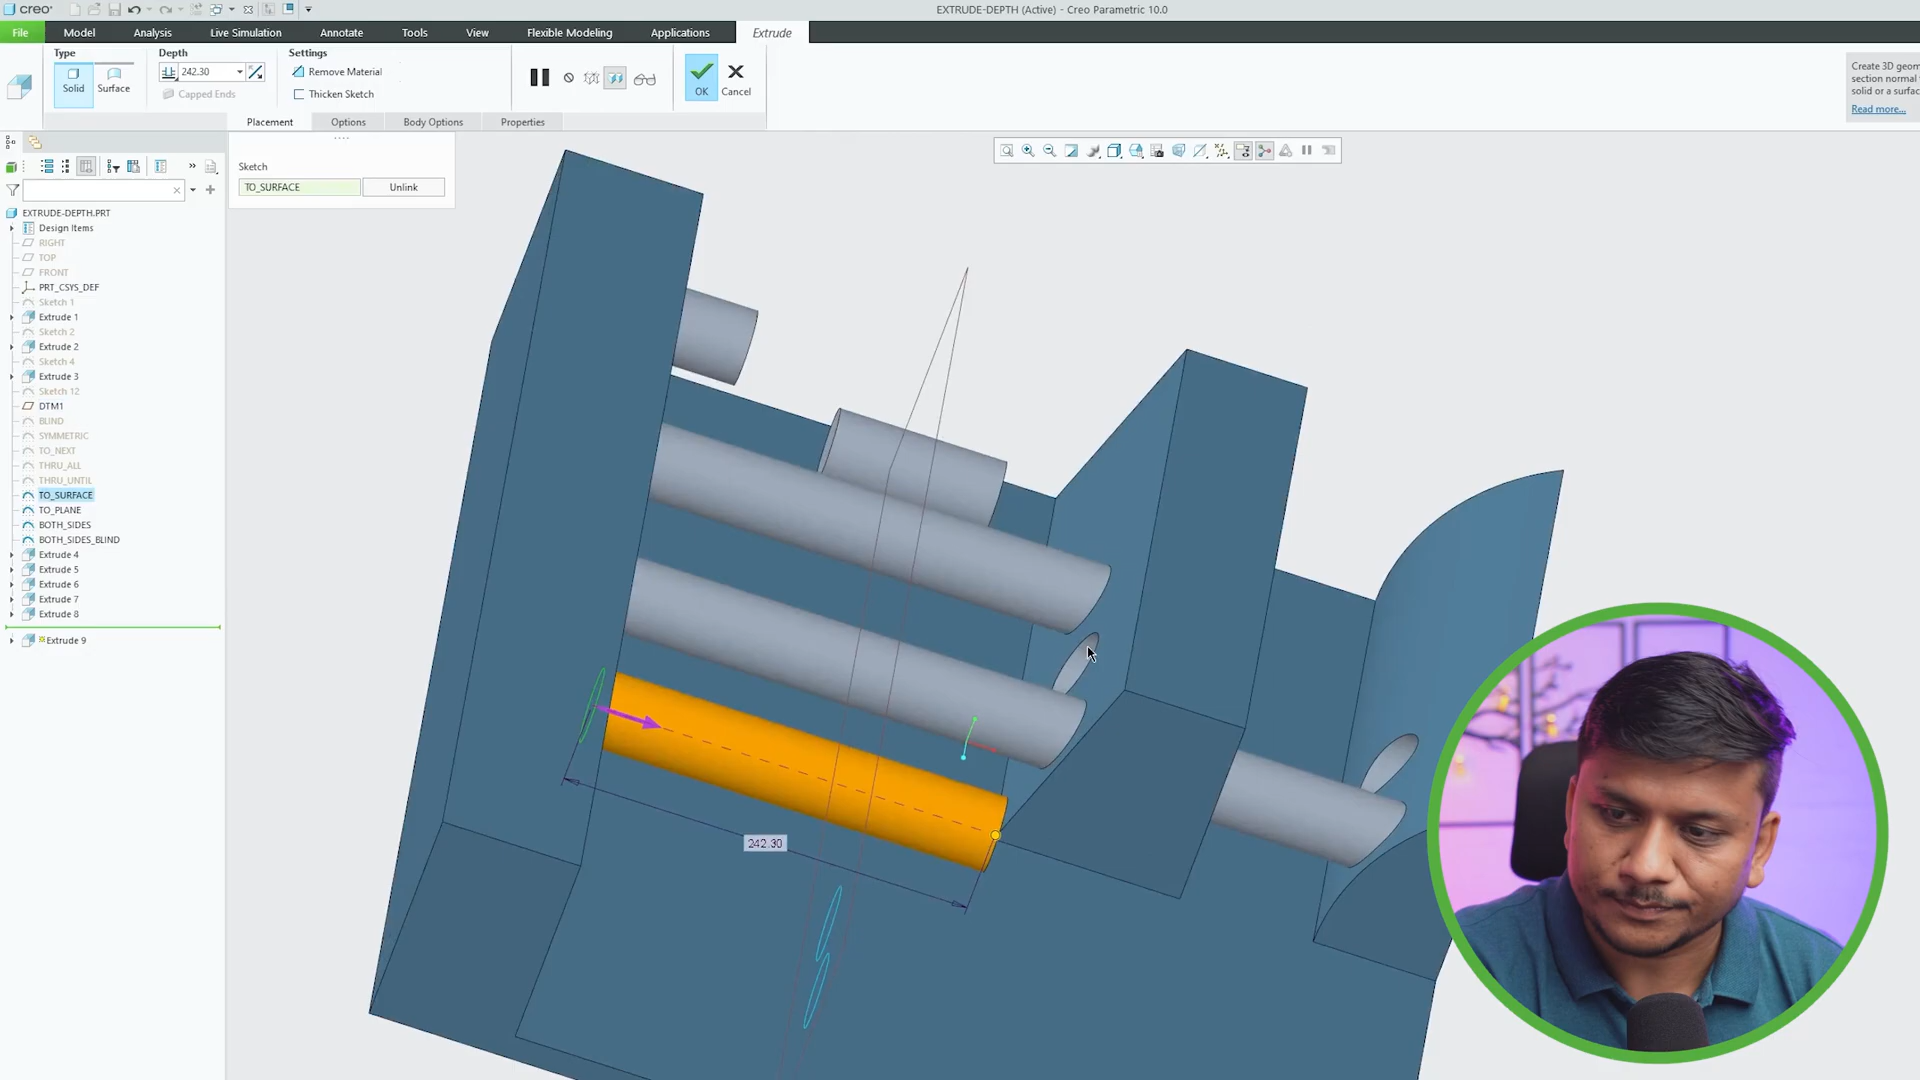 creo
EXTRUDE-DEPTH (Active) - Creo Parametric 10.0
File
Model
Analysis
Live Simulation
Annotate
Tools
View
Flexible Modeling
Applications
Extrude
Type
Depth
Settings
Solid
Surface
242.30
Capped Ends
Remove Material
Thicken Sketch
OK
Cancel
Create 3D geom
section normal
solid or a surfac
Read more...
Placement
Options
Body Options
Properties
Sketch
TO_SURFACE
Unlink
EXTRUDE-DEPTH.PRT
Design Items
RIGHT
TOP
FRONT
PRT_CSYS_DEF
Sketch 1
Extrude 1
Sketch 2
Extrude 2
Sketch 4
Extrude 3
Sketch 12
DTM1
BLIND
SYMMETRIC
TO_NEXT
THRU_ALL
THRU_UNTIL
TO_SURFACE
TO_PLANE
BOTH_SIDES
BOTH_SIDES_BLIND
Extrude 4
Extrude 5
Extrude 6
Extrude 7
Extrude 8
Extrude 9
242.30